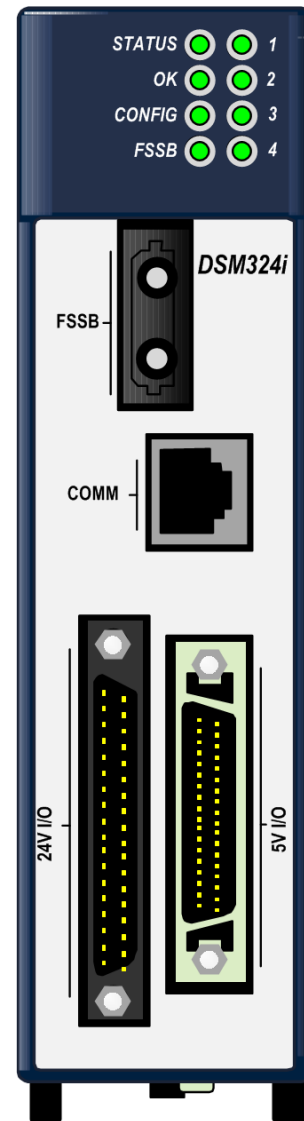 STATUS 1
OK 2
CONFIG 3
FSSB 4
DSM324i
FSSB
COMM
24V I/O
5V I/O